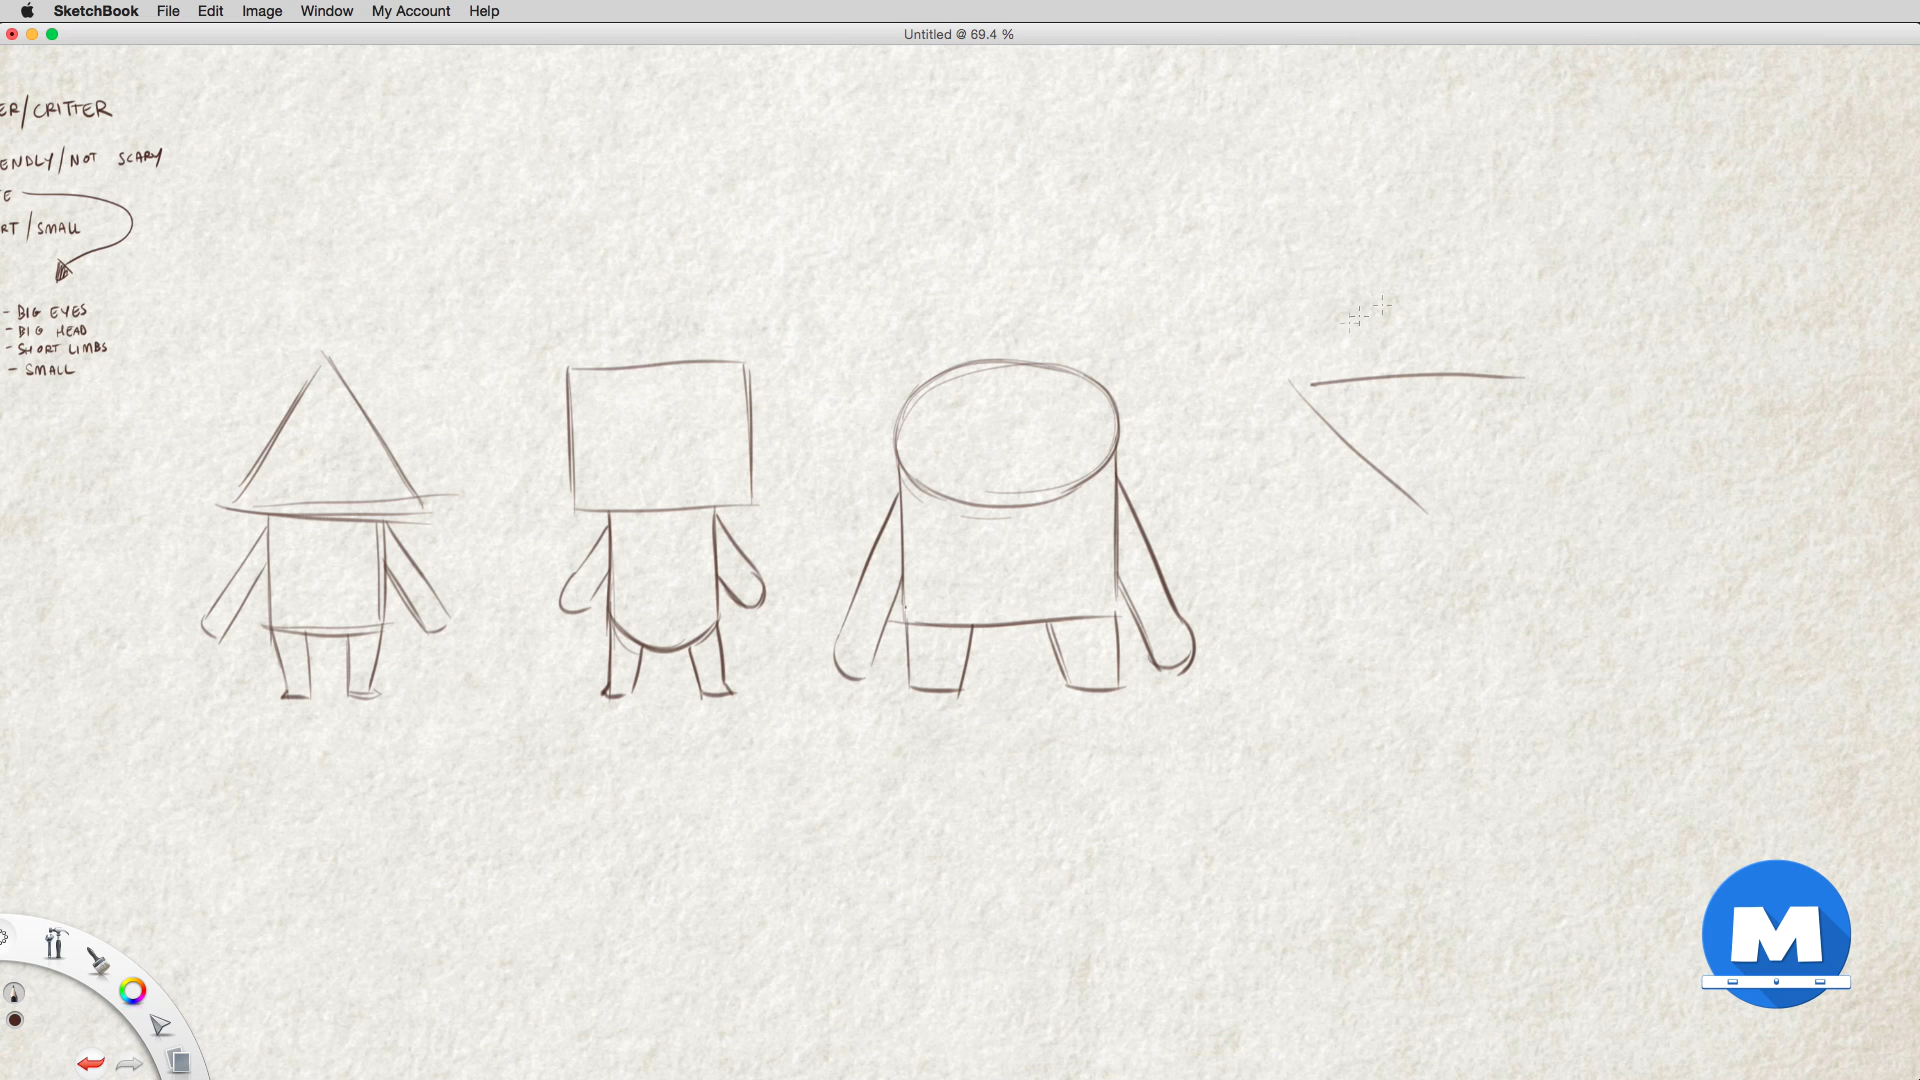 SketchBook File Edit Image Window My Account Help
Untitled @ 69.4 %
ER/CRITTER
ENDLY/NOT SCARY
TE
RT/SMALL
- BIG EYES
- BIG HEAD
- SHORT LIMBS
- SMALL
M